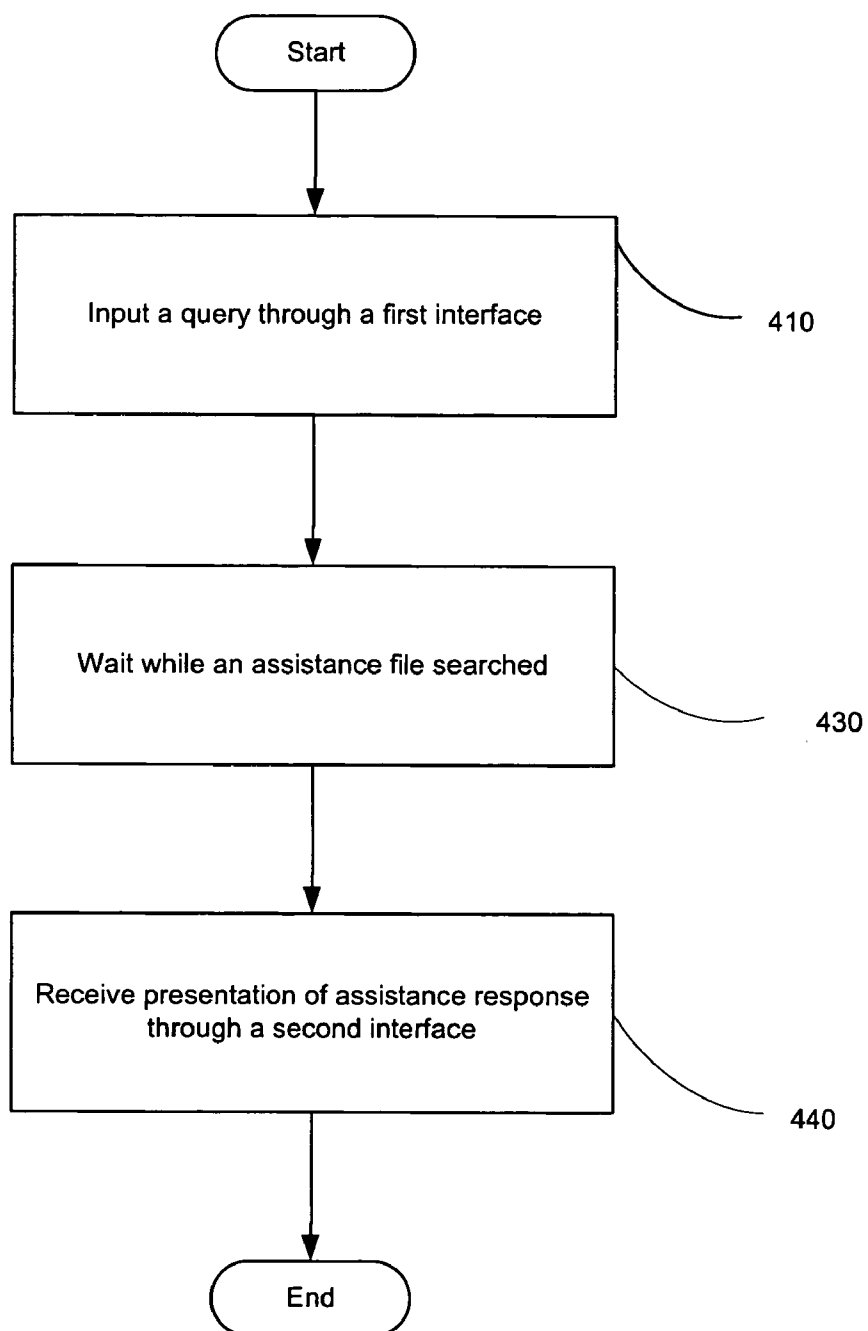 Start
Input a query through a first interface
410
Wait while an assistance file searched
430
Receive presentation of assistance response
through a second interface
440
End